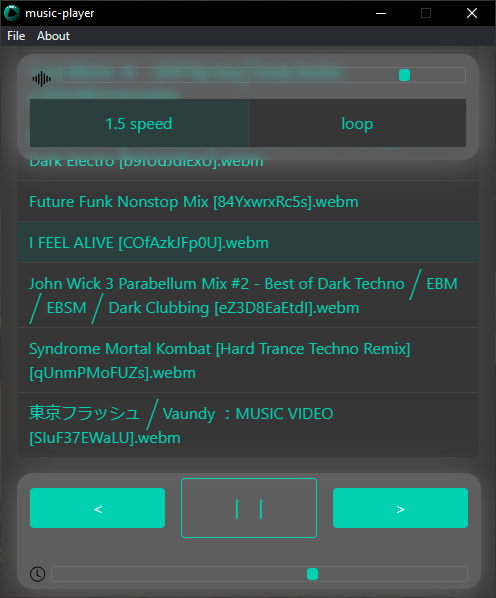 music-player
File About
1.5 speed
loop
Dark Electro [b9fUdJdlExU].webm
Future Funk Nonstop Mix [84YxwrxRc5s].webm
I FEEL ALIVE [COfAzkJFp0U].webm
John Wick 3 Parabellum Mix #2 - Best of Dark Techno ⧸ EBM
⧸ EBSM ⧸ Dark Clubbing [eZ3D8EaEtdI].webm
Syndrome Mortal Kombat [Hard Trance Techno Remix]
[qUnmPMoFUZs].webm
東京フラッシュ ⧸ Vaundy ：MUSIC VIDEO
[SIuF37EWaLU].webm
<
| |
>